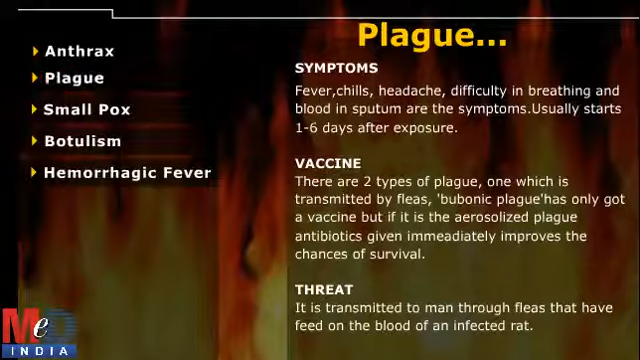 Plague...
Anthrax
Plague
Small Pox
Botulism
Hemorrhagic Fever
SYMPTOMS
Fever,chills, headache, difficulty in breathing and
blood in sputum are the symptoms.Usually starts
1-6 days after exposure.
VACCINE
There are 2 types of plague, one which is
transmitted by fleas, 'bubonic plague'has only got
a vaccine but if it is the aerosolized plague
antibiotics given immeadiately improves the
chances of survival.
THREAT
It is transmitted to man through fleas that have
feed on the blood of an infected rat.
MeD
INDIA